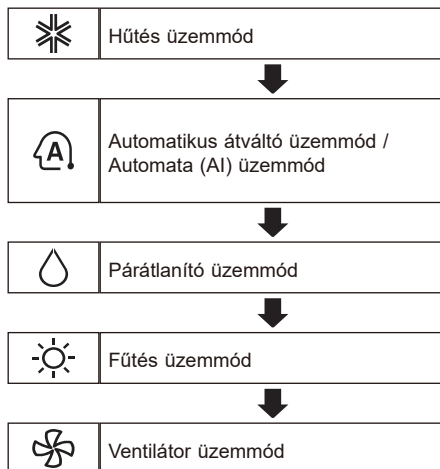 Hűtés üzemmód
A
Automatikus átváltó üzemmód /
Automata (AI) üzemmód
Párátlanító üzemmód
Fűtés üzemmód
Ventilátor üzemmód